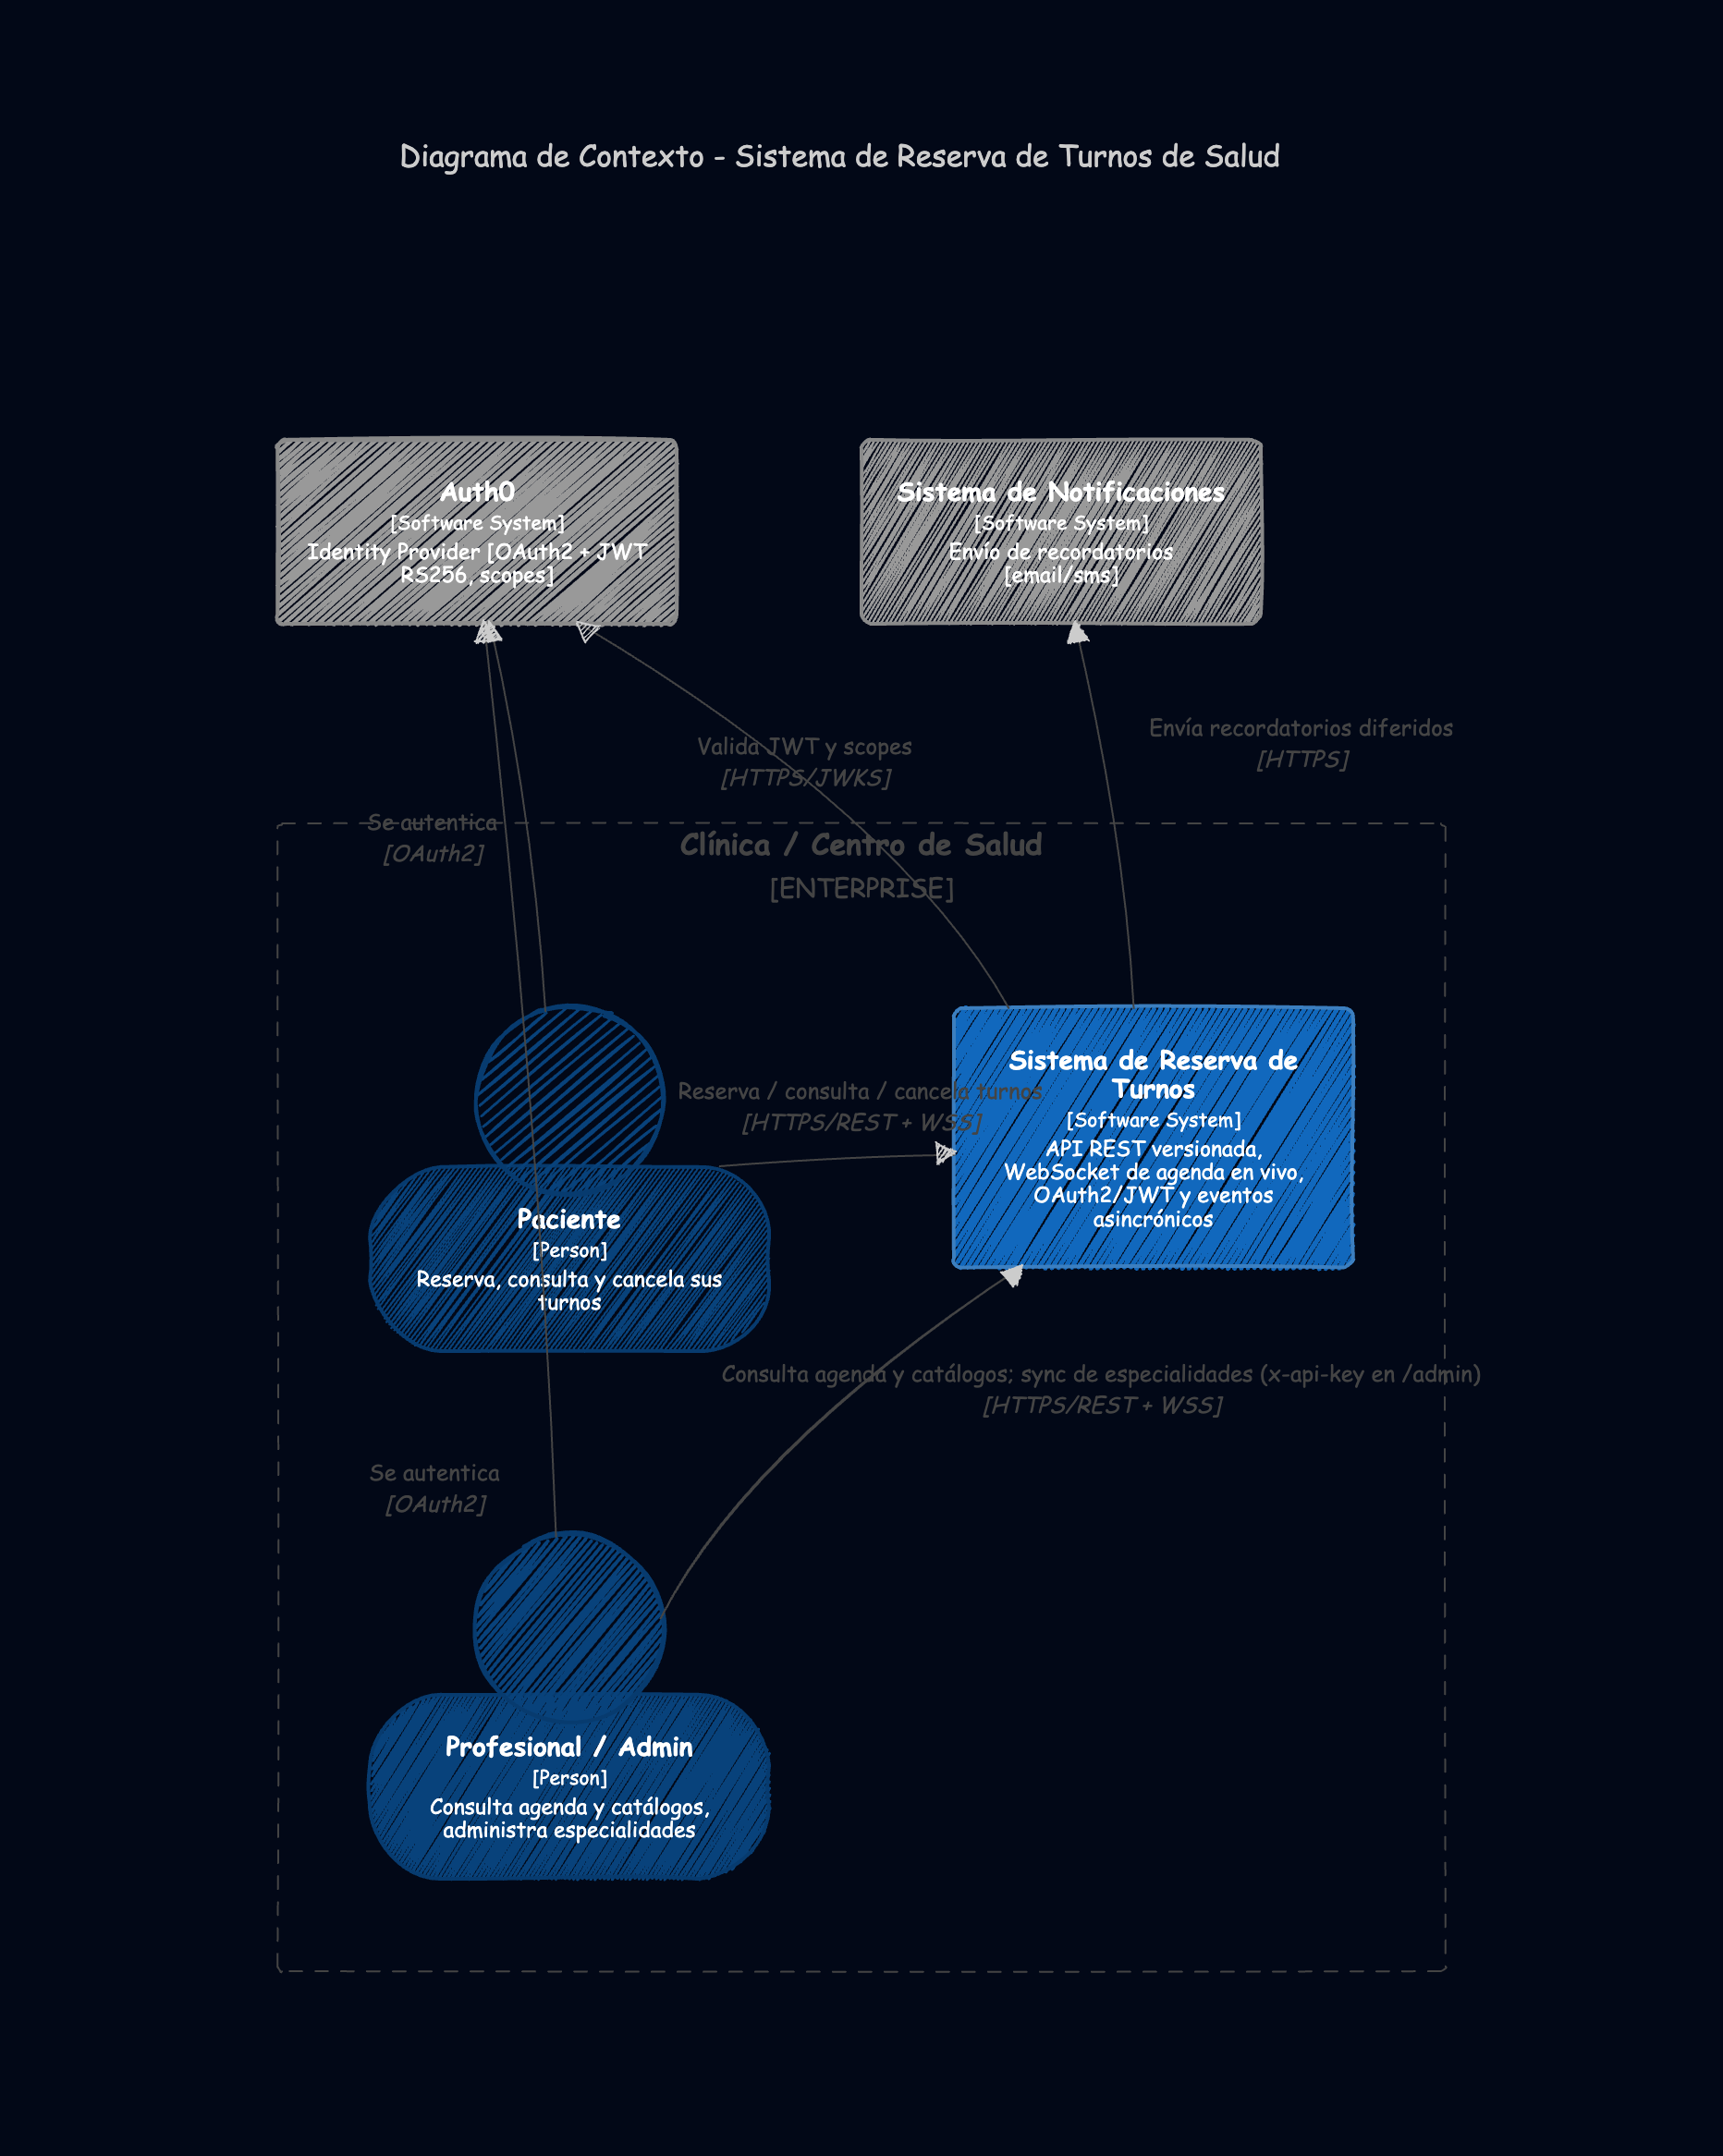 Diagrama de Contexto - Sistema de Reserva de Turnos de Salud
Auth0
[Software System]
Identity Provider [OAuth2 + JWT
RS256, scopes]
Sistema de Notificaciones
[Software System]
Envío de recordatorios
[email/sms]
Envía recordatorios diferidos
[HTTPS]
Valida JWT y scopes
[HTTPS/JWKS]
Se autentica
[OAuth2]
Clínica / Centro de Salud
[ENTERPRISE]
Reserva / consulta / cancela turnos
[HTTPS/REST + WSS]
Sistema de Reserva de
Turnos
[Software System]
API REST versionada,
WebSocket de agenda en vivo,
OAuth2/JWT y eventos
asincrónicos
Paciente
[Person]
Reserva, consulta y cancela sus
turnos
Consulta agenda y catálogos; sync de especialidades (x-api-key en /admin)
[HTTPS/REST + WSS]
Se autentica
[OAuth2]
Profesional / Admin
[Person]
Consulta agenda y catálogos,
administra especialidades